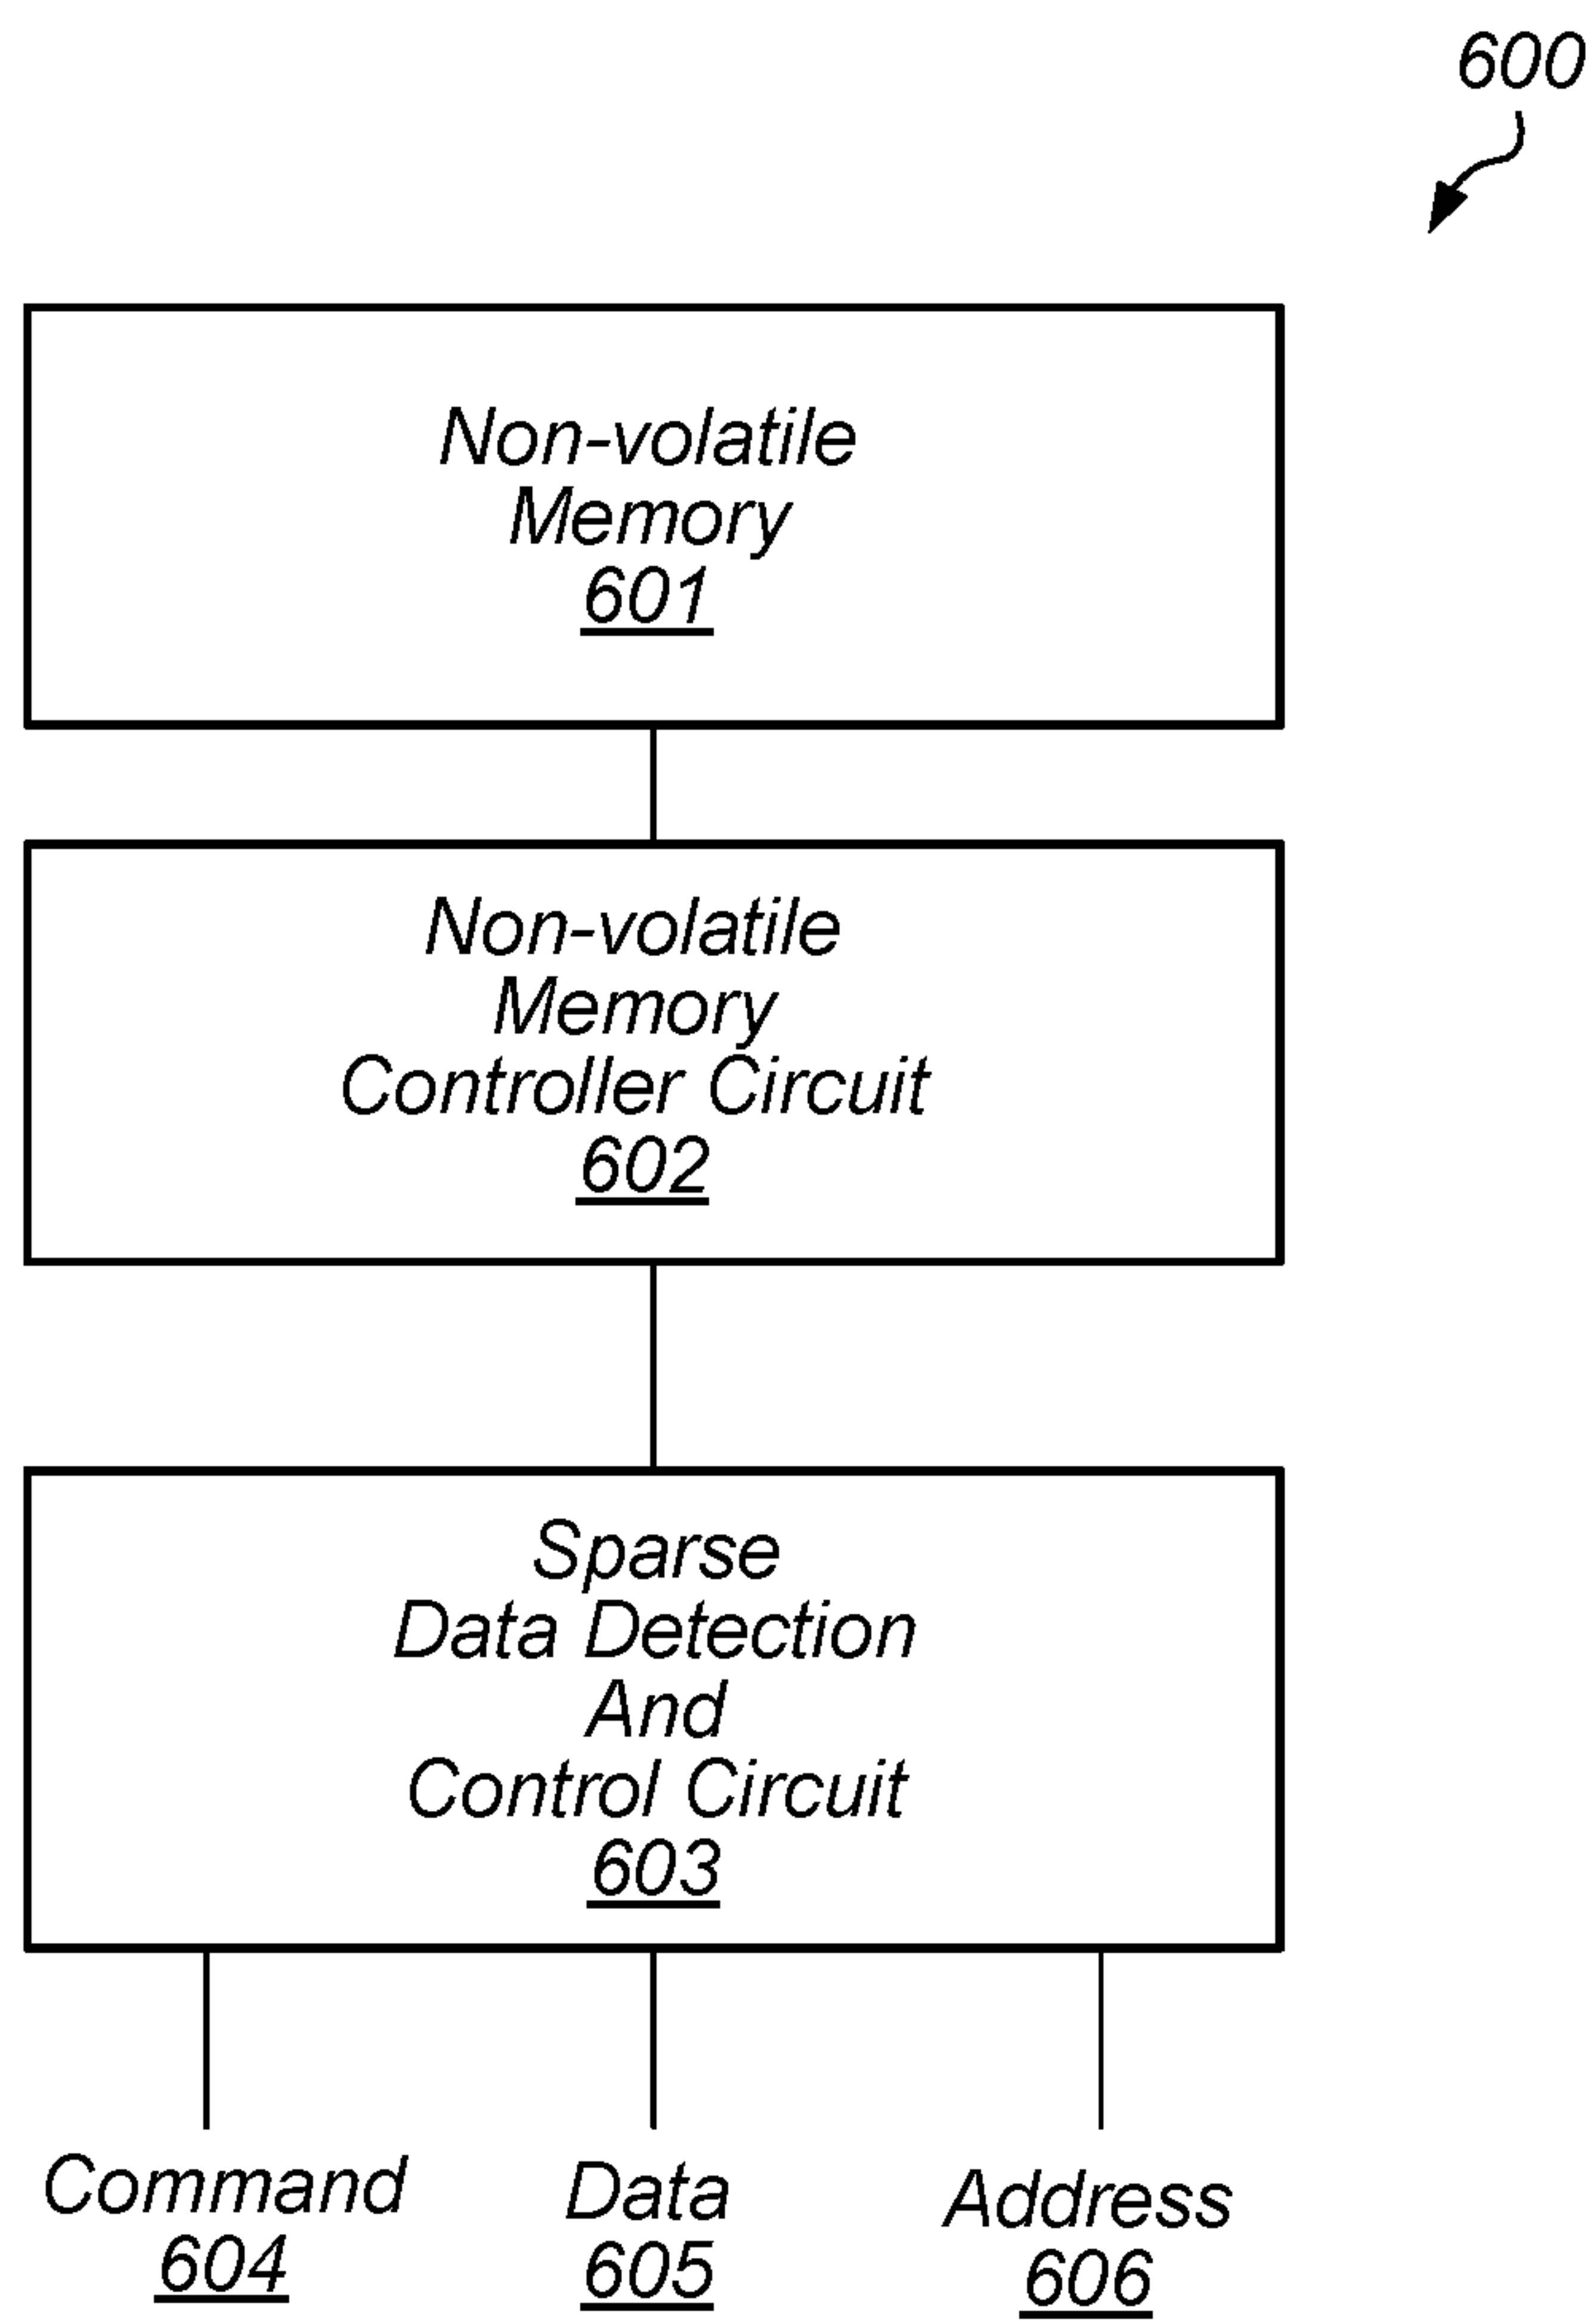 600
Non-volatile
Memory
601
Non-volatile
Memory
Controller Circuit
602
Sparse
Data Detection
And
Control Circuit
603
Command
604
Data
605
Address
606